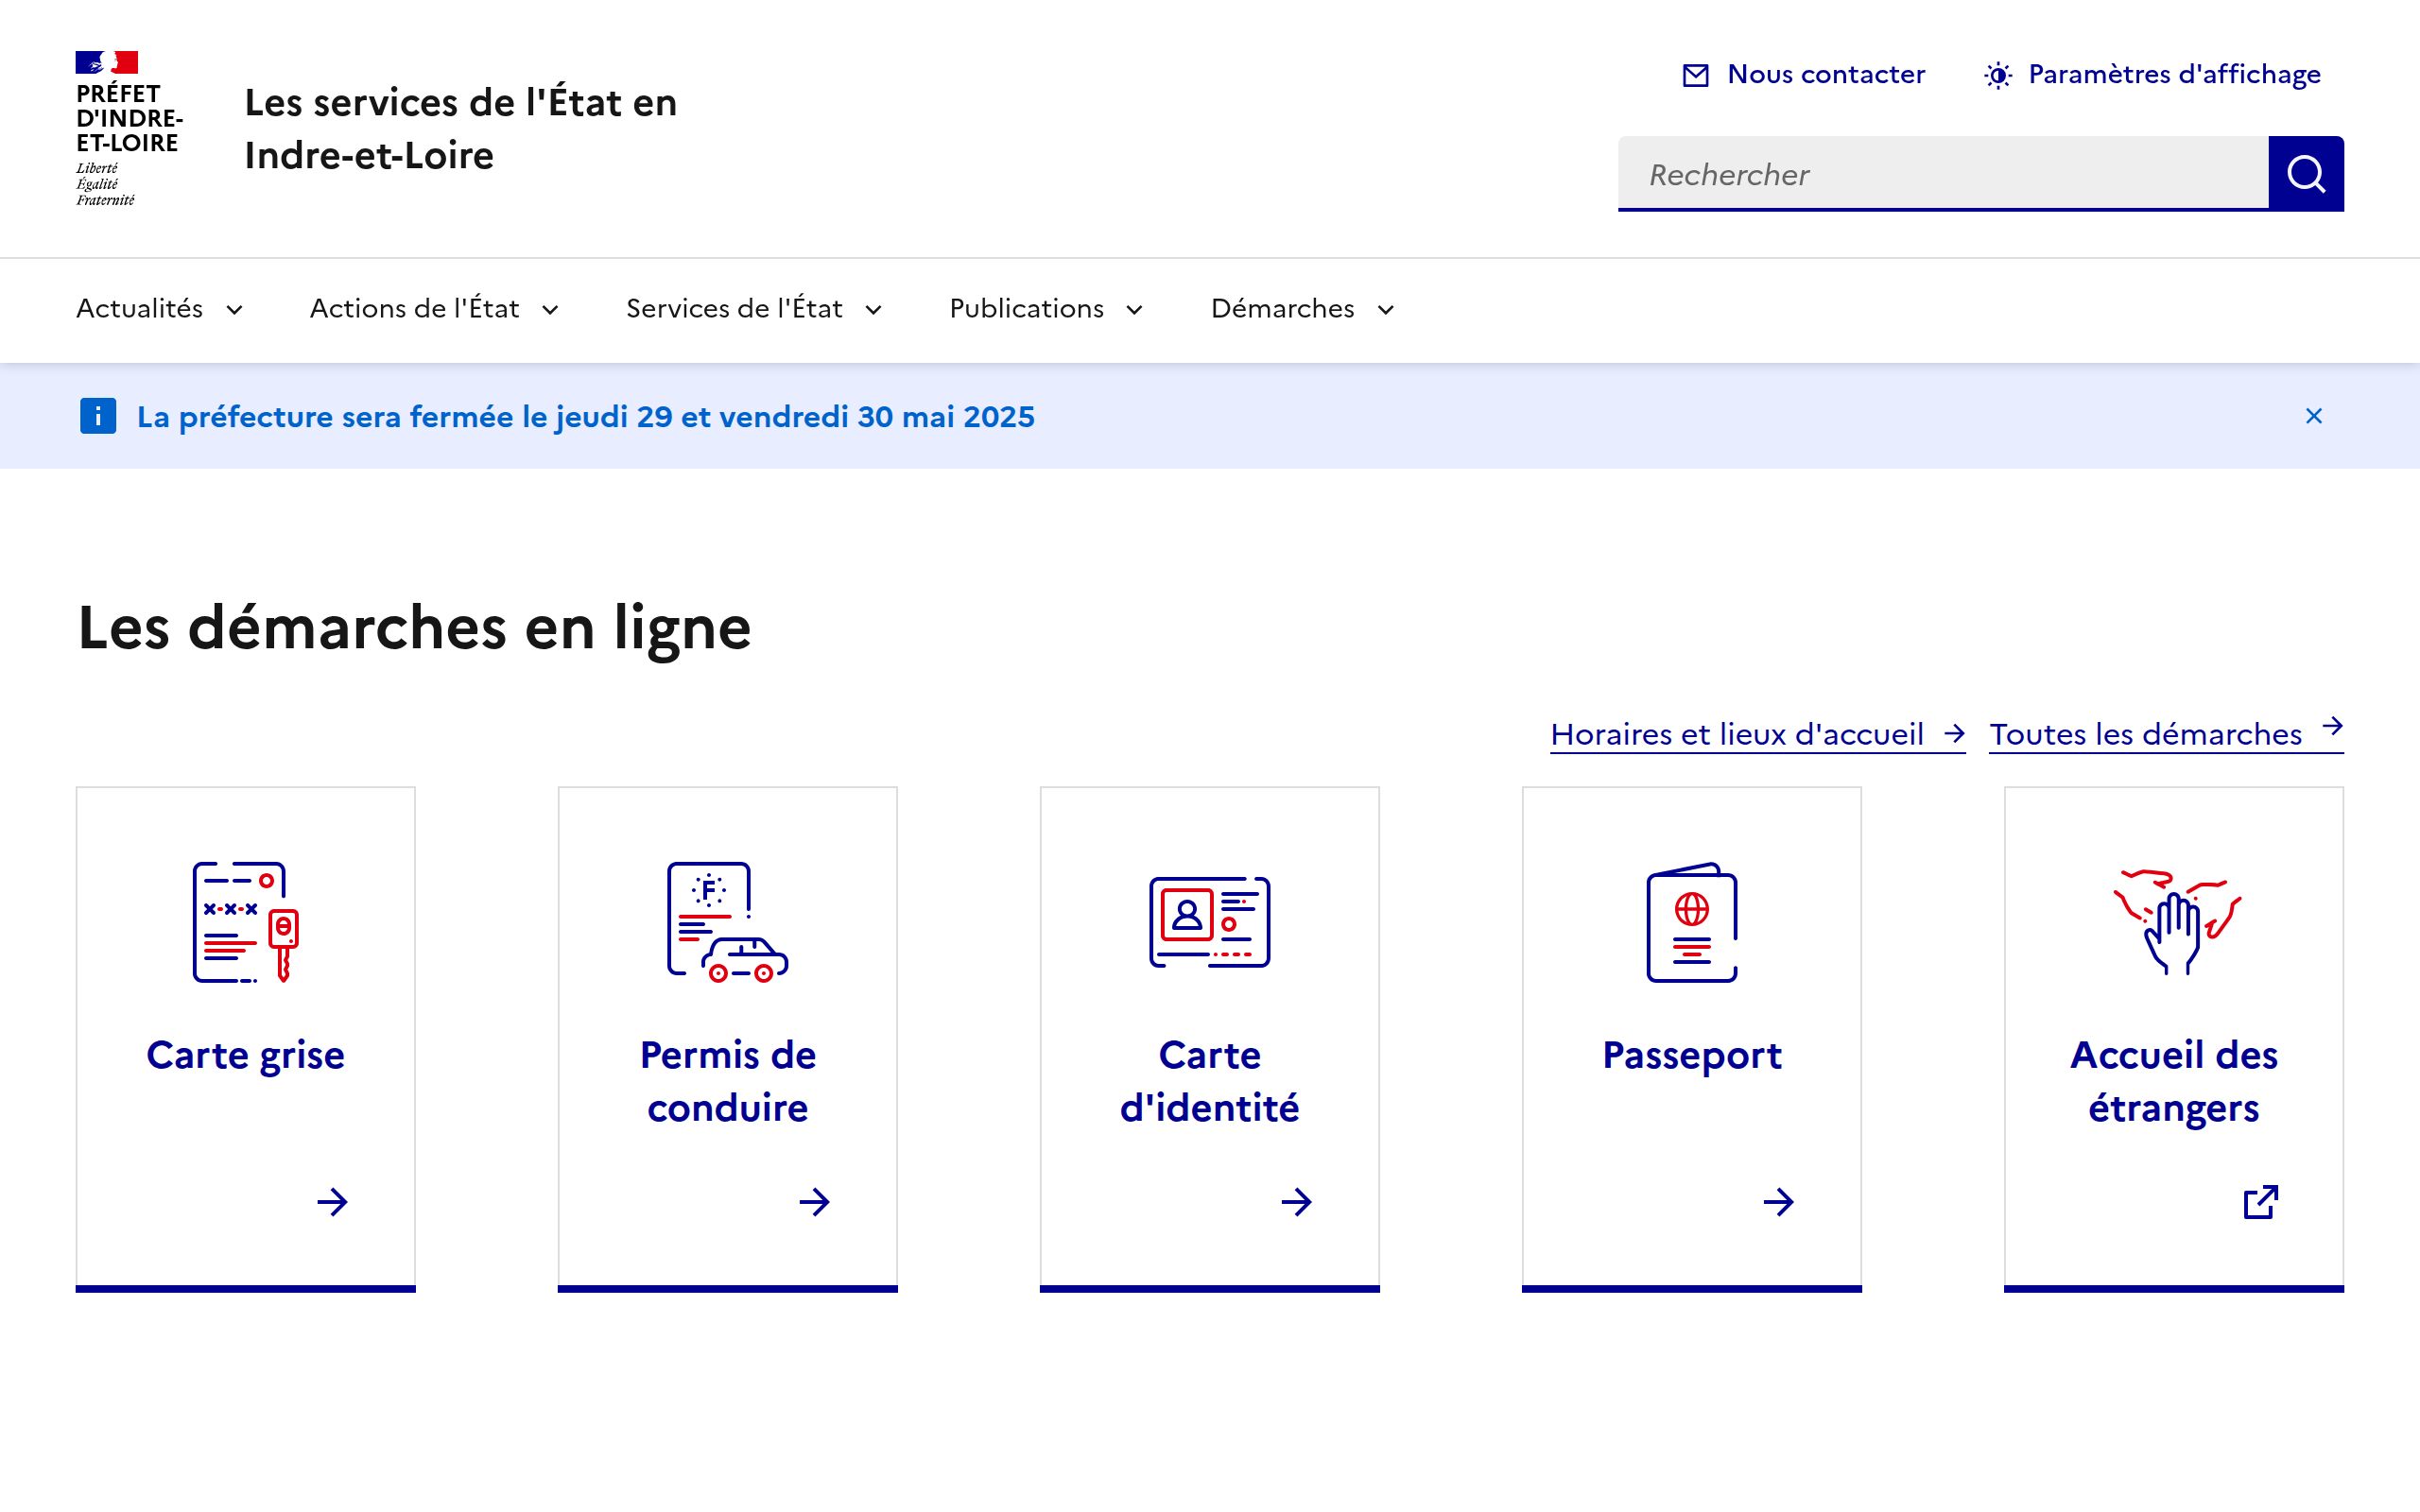 PRÉFET
D'INDRE-
ET-LOIRE
Liberté
Égalité
Fraternité
Les services de l'État en
Indre-et-Loire
Nous contacter
Paramètres d'affichage
Rechercher
Actualités
Actions de l'État
Services de l'État
Publications
Démarches
La préfecture sera fermée le jeudi 29 et vendredi 30 mai 2025
Les démarches en ligne
Horaires et lieux d'accueil
Toutes les démarches
Carte grise
Permis de
conduire
Carte
d'identité
Passeport
Accueil des
étrangers